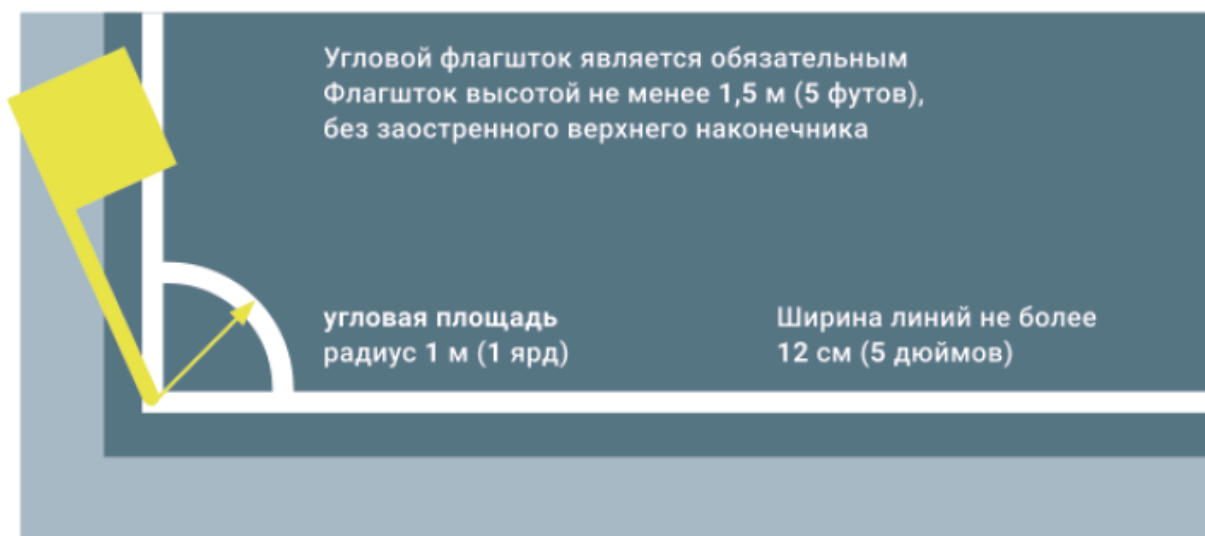 Угловой флагшток является обязательным
Флагшток высотой не менее 1,5 м (5 футов),
без заостренного верхнего наконечника
угловая площадь
радиус 1 м (1 ярд)
Ширина линий не более
12 см (5 дюймов)